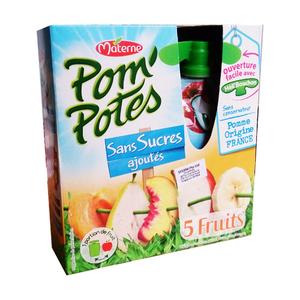 Materne
Pom'
Potes
Sans Sucres
ajoutés
ouverture
facile avec
Sans
conservateur
Pomme
Origine
FRANCE
5 Fruits